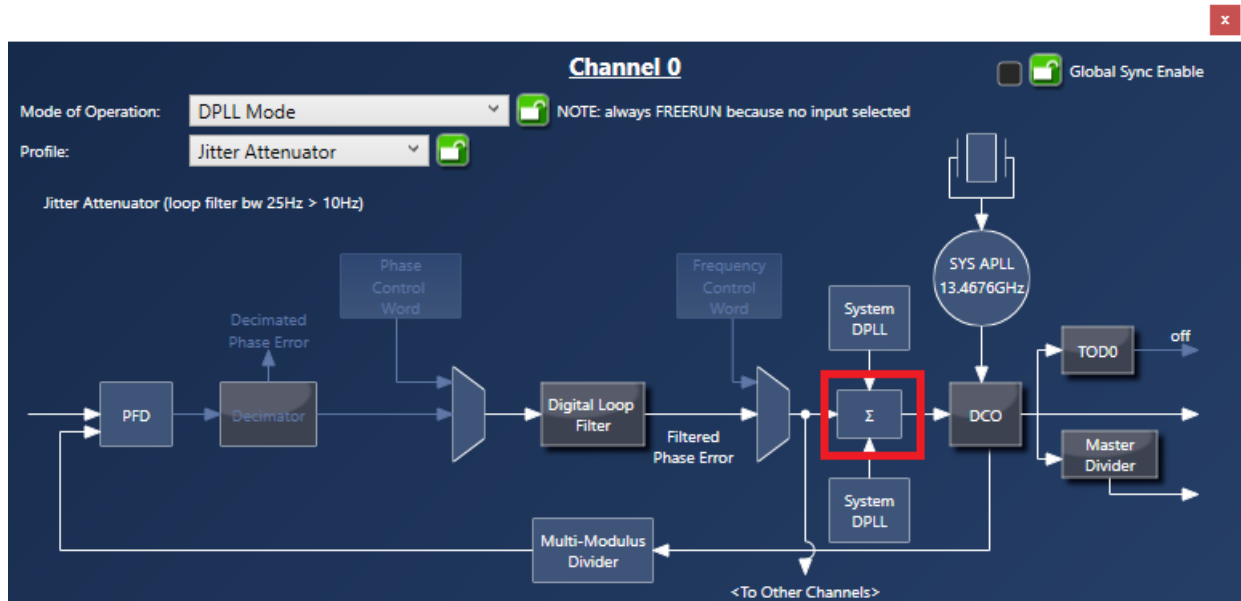 x
Channel 0
Global Sync Enable
Mode of Operation:
DPLL Mode
NOTE: always FREERUN because no input selected
Profile:
Jitter Attenuator
Jitter Attenuator (loop filter bw 25Hz > 10Hz)
Phase
Control
Word
Frequency
Control
Word
SYS APLL
13.4676GHz
System
DPLL
Decimated
Phase Error
TOD0
off
PFD
Decimator
Digital Loop
Filter
Filtered
Phase Error
Σ
DCO
Master
Divider
System
DPLL
Multi-Modulus
Divider
<To Other Channels>